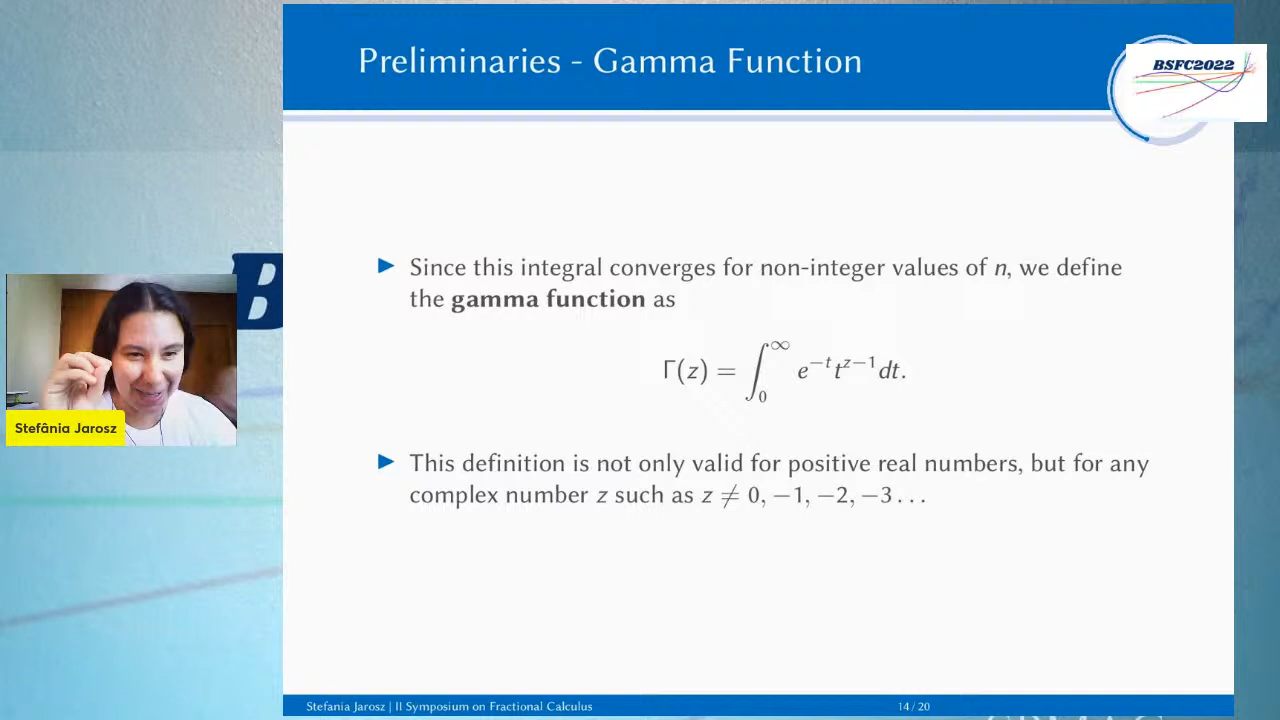 Preliminaries - Gamma Function
BSFC2022
Since this integral converges for non-integer values of n, we define
the gamma function as
Γ(z) = ∫₀^∞ e^{−t} t^{z−1} dt.
This definition is not only valid for positive real numbers, but for any
complex number z such as z ≠ 0, −1, −2, −3 . . .
Stefânia Jarosz
Stefania Jarosz | II Symposium on Fractional Calculus
14 / 20